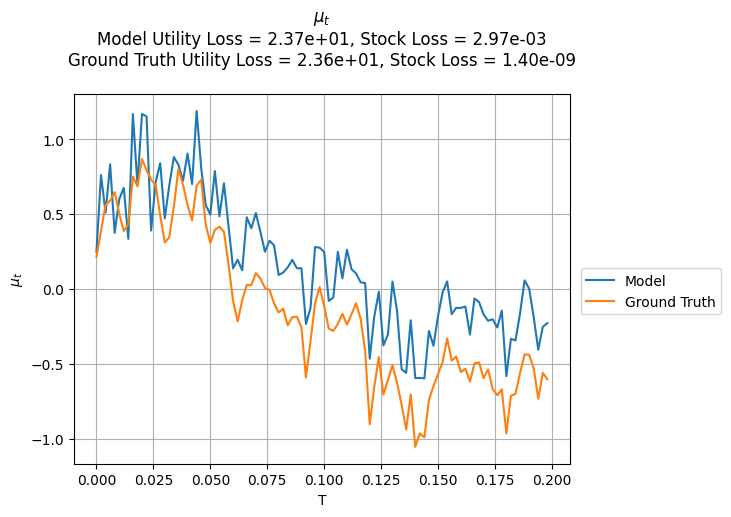 μₜ
Model Utility Loss = 2.37e+01, Stock Loss = 2.97e-03
Ground Truth Utility Loss = 2.36e+01, Stock Loss = 1.40e-09
1.0
0.5
0.0
−0.5
−1.0
μₜ
0.000 0.025 0.050 0.075 0.100 0.125 0.150 0.175 0.200
T
Model
Ground Truth